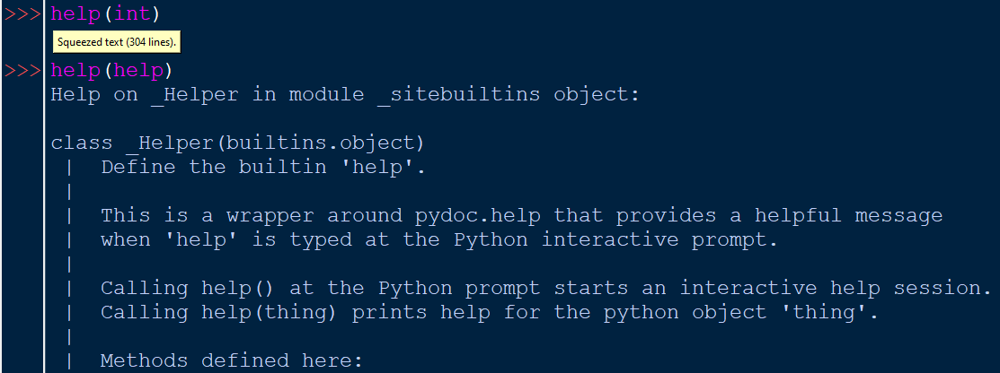 >>> help(int)
Squeezed text (304 lines).
>>> help(help)
Help on _Helper in module _sitebuiltins object:

class _Helper(builtins.object)
 |  Define the builtin 'help'.
 |
 |  This is a wrapper around pydoc.help that provides a helpful message
 |  when 'help' is typed at the Python interactive prompt.
 |
 |  Calling help() at the Python prompt starts an interactive help session.
 |  Calling help(thing) prints help for the python object 'thing'.
 |
 |  Methods defined here: